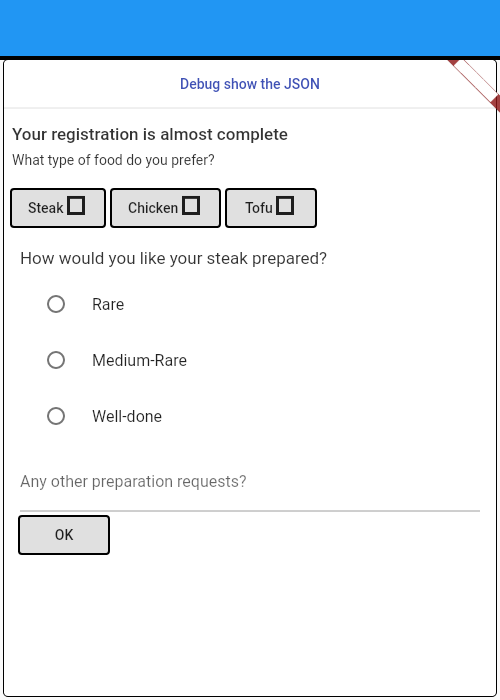 Debug show the JSON
Your registration is almost complete
What type of food do you prefer?
Steak Chicken Tofu
How would you like your steak prepared?
Rare
Medium-Rare
Well-done
Any other preparation requests?
OK